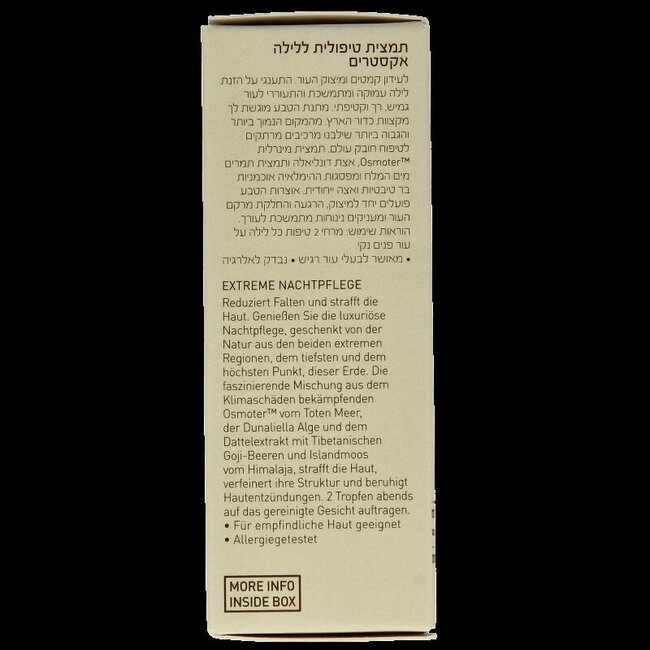 תמצית טיפולית ללילה
אקסטרים
לעידון קמטים ומיצוק העור. התענגי על הזנת
לילה עמוקה ומתמשכת והתעוררי לעור
גמיש, רך וקטיפתי. מתנת הטבע מוגשת לך
מקצוות כדור הארץ. מהמקום הנמוך ביותר
והגבוה ביותר שילבנו מרכיבים מרתקים
לטיפוח חובק עולם. תמצית מינרלית
Osmoter™, אצת דונליאלה ותמצית תמרים
מים המלח ומפסגות ההימלאיה אוכמניות
בר טיבטיות ואצה ייחודית. אוצרות הטבע
פועלים יחד למיצוק, הרגעה והחלקת מרקם
העור ומעניקים נינוחות מתמשכת לעורך.
הוראות שימוש: מרחי 2 טיפות כל לילה על
עור פנים נקי.
• מאושר לבעלי עור רגיש • נבדק לאלרגיה
EXTREME NACHTPFLEGE
Reduziert Falten und strafft die
Haut. Genießen Sie die luxuriöse
Nachtpflege, geschenkt von der
Natur aus den beiden extremen
Regionen, dem tiefsten und dem
höchsten Punkt, dieser Erde. Die
faszinierende Mischung aus dem
Klimaschäden bekämpfenden
Osmoter™ vom Toten Meer,
der Dunaliella Alge und dem
Dattelextrakt mit Tibetanischen
Goji-Beeren und Islandmoos
vom Himalaja, strafft die Haut,
verfeinert ihre Struktur und beruhigt
Hautentzündungen. 2 Tropfen abends
auf das gereinigte Gesicht auftragen.
• Für empfindliche Haut geeignet
• Allergiegetestet
MORE INFO
INSIDE BOX